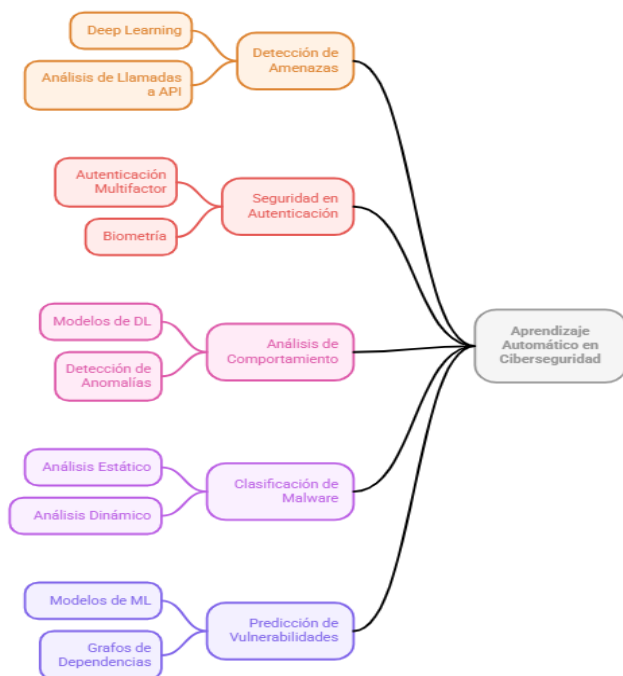 Deep Learning
Análisis de Llamadas
a API
Detección de
Amenazas
Autenticación
Multifactor
Biometría
Seguridad en
Autenticación
Modelos de DL
Detección de
Anomalías
Análisis de
Comportamiento
Aprendizaje
Automático en
Ciberseguridad
Análisis Estático
Análisis Dinámico
Clasificación de
Malware
Modelos de ML
Grafos de
Dependencias
Predicción de
Vulnerabilidades